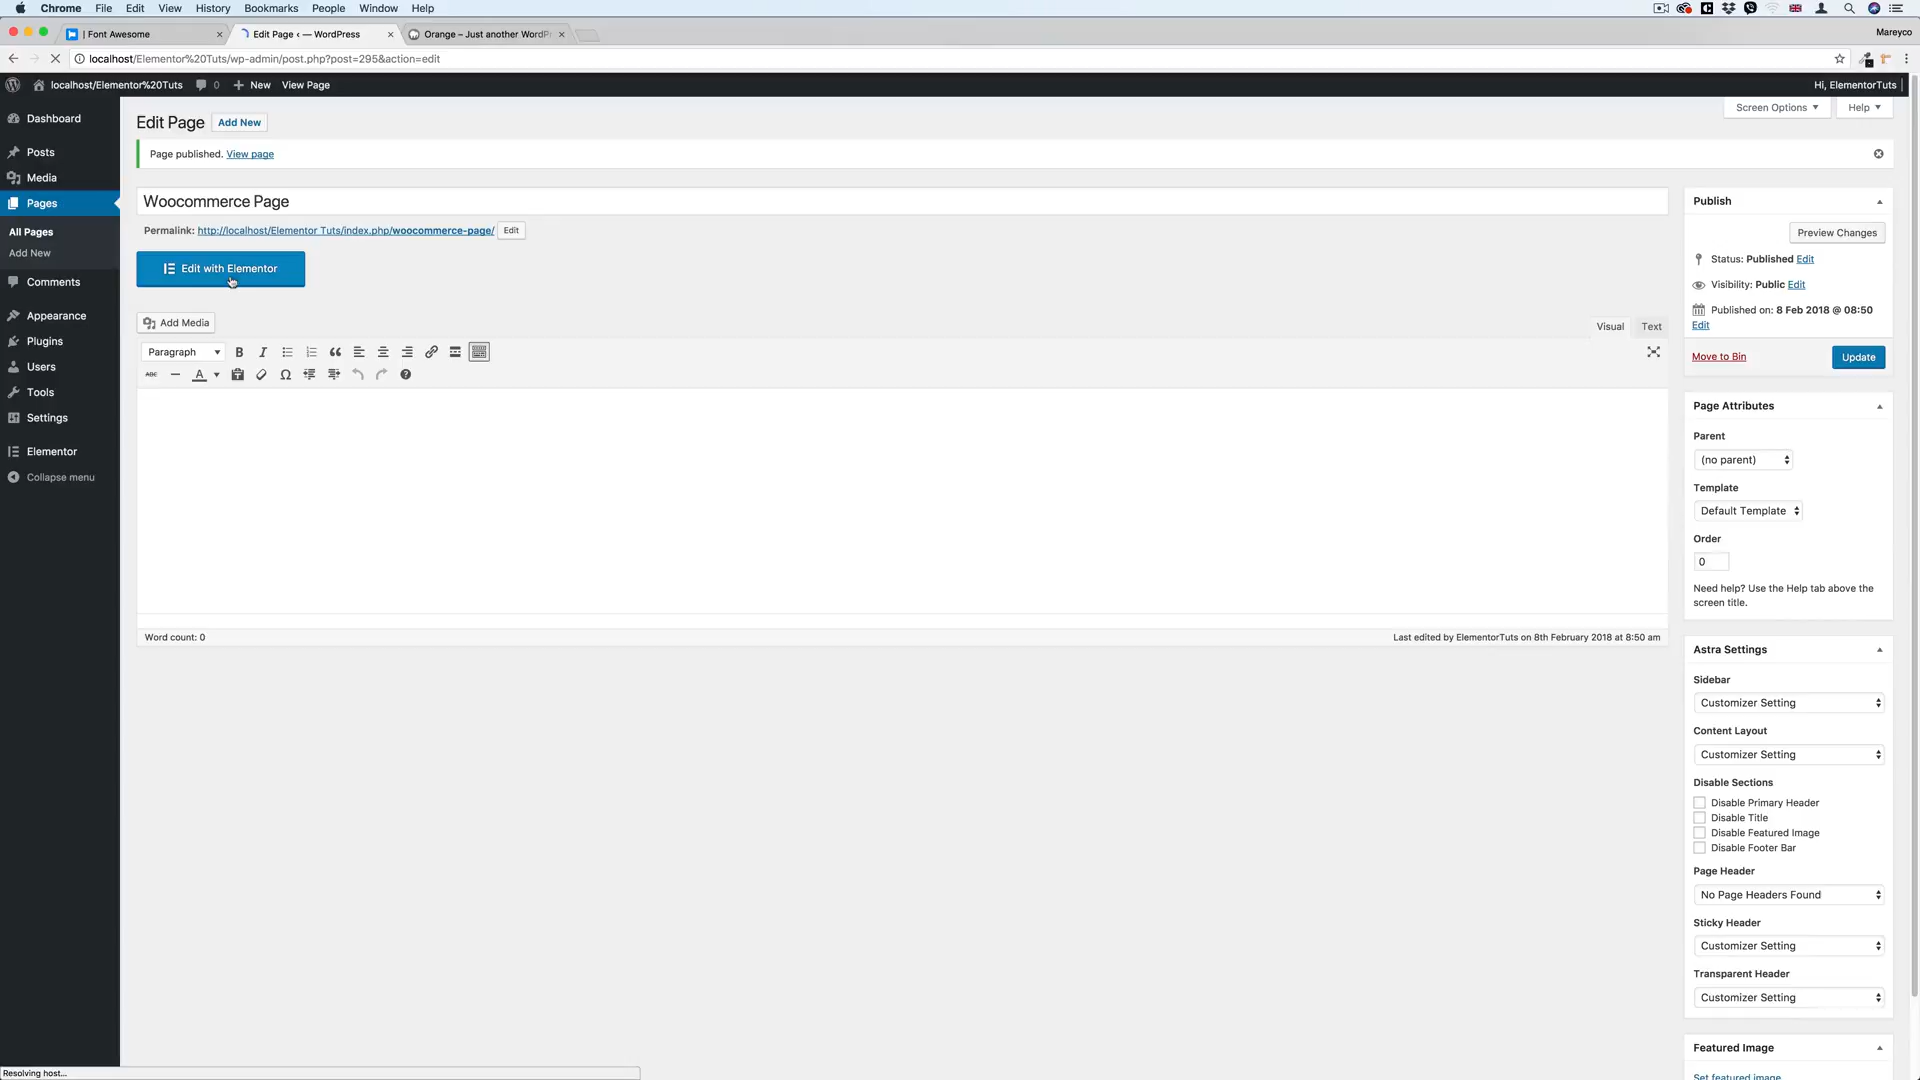 Chrome File Edit View History Bookmarks People Window Help
Mareyco
| Font Awesome
Edit Page ‹ — WordPress
Orange – Just another WordPr
localhost/Elementor%20Tuts/wp-admin/post.php?post=295&action=edit
localhost/Elementor%20Tuts 0 New View Page
Hi, ElementorTuts
Screen Options
Help
Dashboard
Posts
Media
Pages
All Pages
Add New
Comments
Appearance
Plugins
Users
Tools
Settings
Elementor
Collapse menu
Edit Page
Add New
Page published. View page
Woocommerce Page
Permalink: http://localhost/Elementor Tuts/index.php/woocommerce-page/
Edit
Edit with Elementor
Add Media
Visual
Text
Paragraph
B
I
ABC
A
Word count: 0
Last edited by ElementorTuts on 8th February 2018 at 8:50 am
Publish
Preview Changes
Status: Published Edit
Visibility: Public Edit
Published on: 8 Feb 2018 @ 08:50
Edit
Move to Bin
Update
Page Attributes
Parent
(no parent)
Template
Default Template
Order
0
Need help? Use the Help tab above the
screen title.
Astra Settings
Sidebar
Customizer Setting
Content Layout
Customizer Setting
Disable Sections
Disable Primary Header
Disable Title
Disable Featured Image
Disable Footer Bar
Page Header
No Page Headers Found
Sticky Header
Customizer Setting
Transparent Header
Customizer Setting
Featured Image
Set featured image
Resolving host...